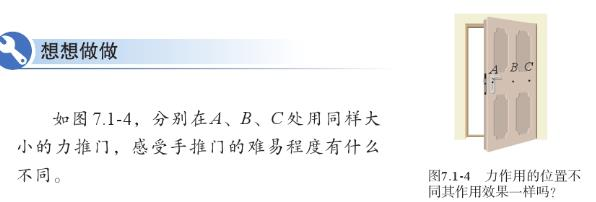 想想做做
如图7.1-4，分别在A、B、C处用同样大
小的力推门，感受手推门的难易程度有什么
不同。
A B C
图7.1-4 力作用的位置不
同其作用效果一样吗？